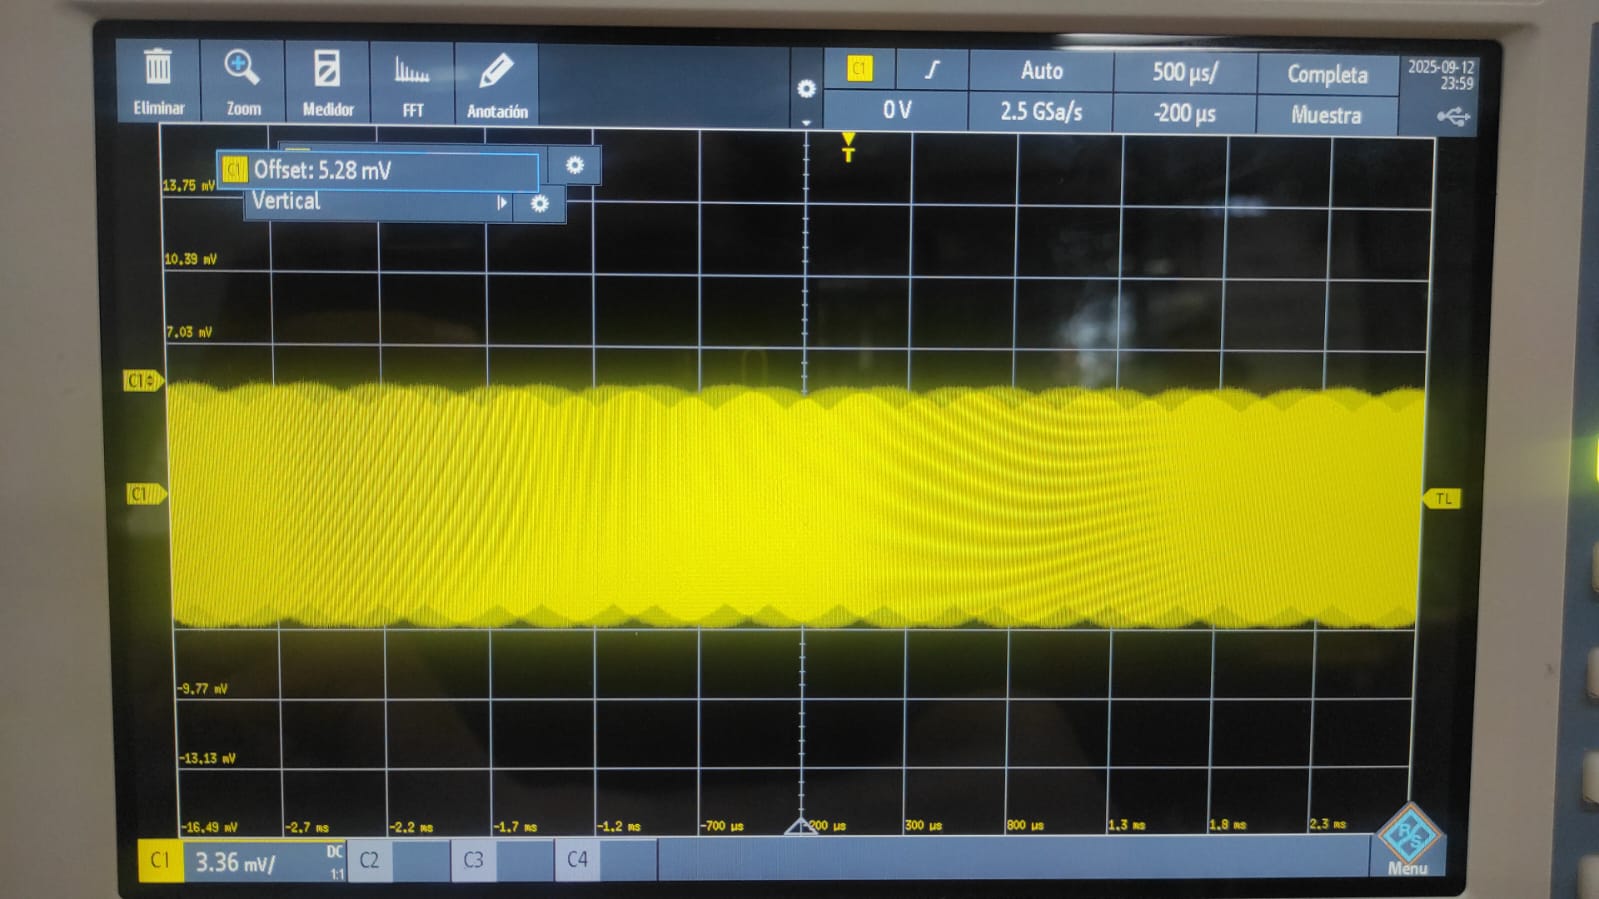 Eliminar
Zoom
Medidor
FFT
Anotación
C1
Auto
500 µs/
Completa
2025-09-12
23:59
0 V
2.5 GSa/s
-200 µs
Muestra
T
C1 Offset: 5.28 mV
Vertical
13.75 mV
10.39 mV
7.03 mV
C1
C1
TL
-9.77 mV
-13.13 mV
-16.49 mV
-2.7 ms
-2.2 ms
-1.7 ms
-1.2 ms
-700 µs
-200 µs
300 µs
800 µs
1.3 ms
1.8 ms
2.3 ms
C1
3.36 mV/
DC
1:1
C2
C3
C4
R&S
Menu